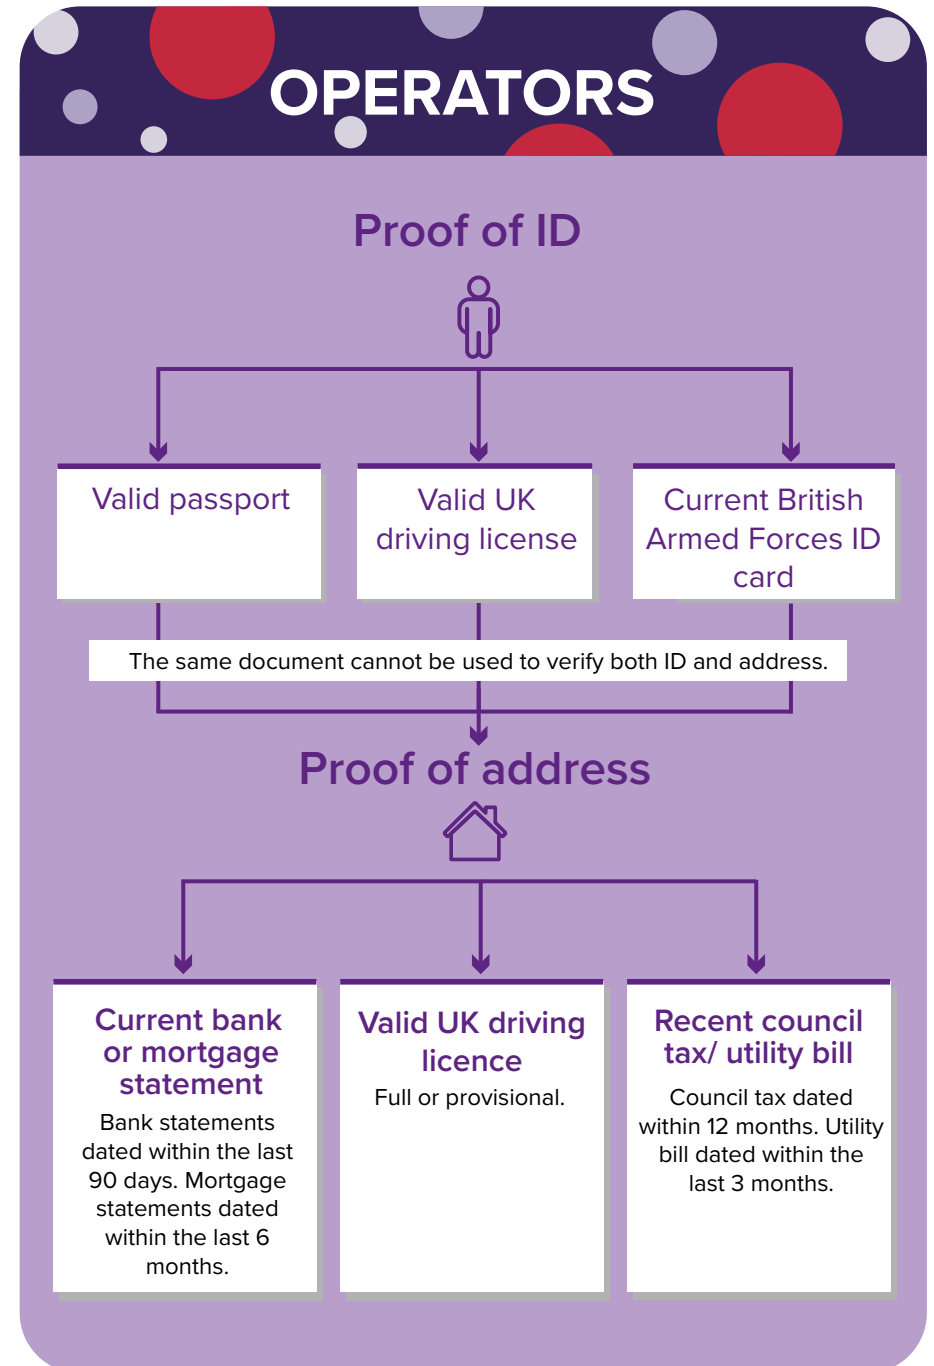 OPERATORS
Proof of ID
Valid passport
Valid UK
driving license
Current British
Armed Forces ID
card
The same document cannot be used to verify both ID and address.
Proof of address
Current bank
or mortgage
statement
Bank statements
dated within the last
90 days. Mortgage
statements dated
within the last 6
months.
Valid UK driving
licence
Full or provisional.
Recent council
tax/ utility bill
Council tax dated
within 12 months. Utility
bill dated within the
last 3 months.